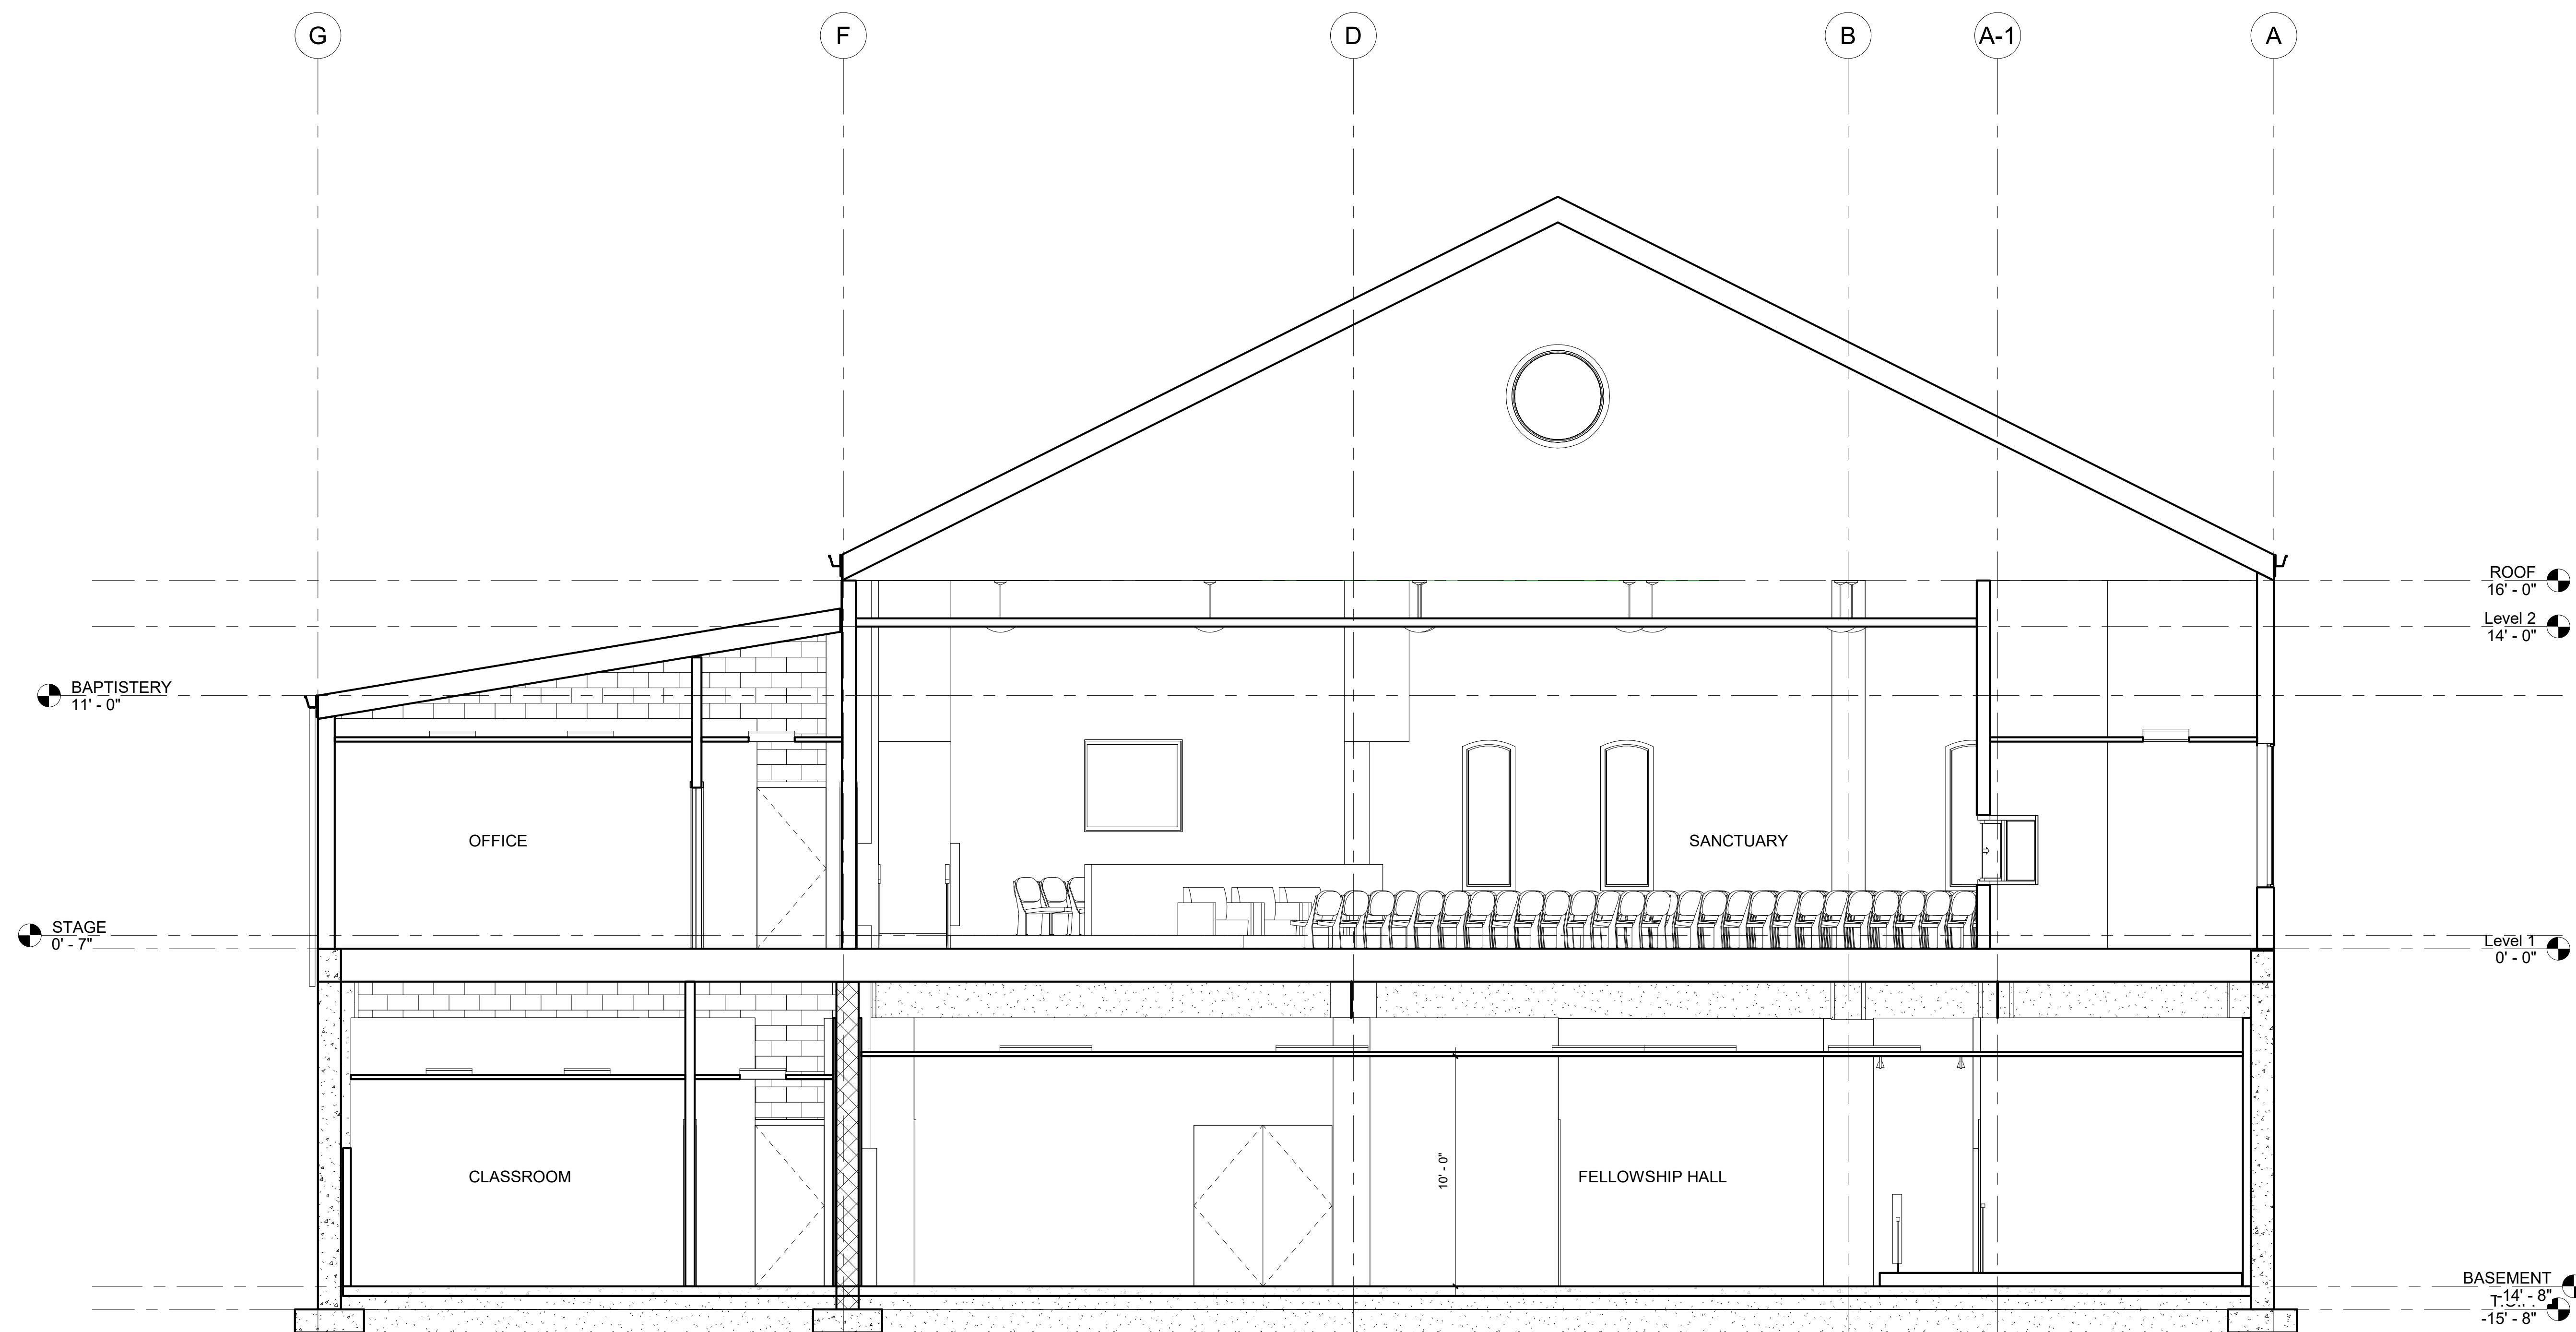 G
F
D
B
A-1
A
ROOF
16' - 0"
Level 2
14' - 0"
BAPTISTERY
11' - 0"
OFFICE
SANCTUARY
STAGE
0' - 7"
Level 1
0' - 0"
CLASSROOM
10' - 0"
FELLOWSHIP HALL
BASEMENT
-14' - 8"
-15' - 8"